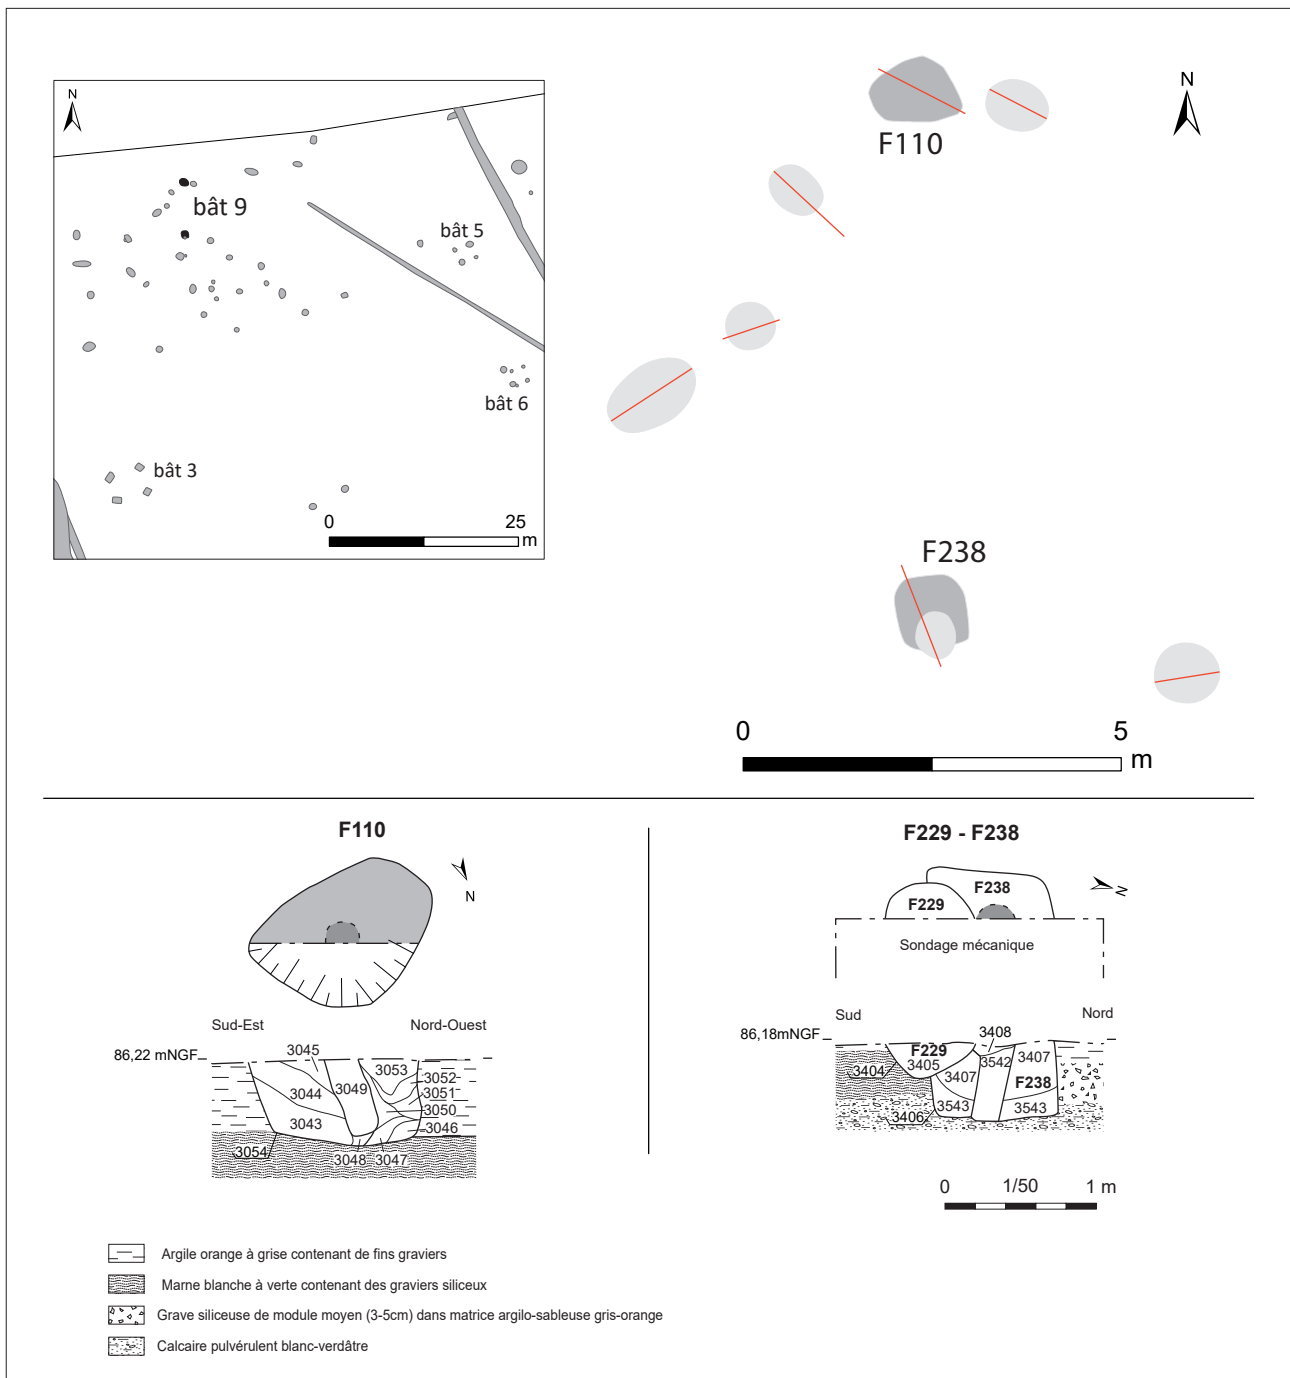 N
bât 9
bât 5
bât 6
bât 3
0 25
m
F110
N
F238
0 5
m
F110
N
Sud-Est Nord-Ouest
86,22 mNGF
3045
3053
3052
3049
3051
3044
3050
3043
3046
3054
3048 3047
F229 - F238
F238
F229
N
Sondage mécanique
Sud Nord
86,18mNGF
3408
F229
3407
3405
3542
3404
3407
F238
3543
3543
3406
0 1/50 1 m
Argile orange à grise contenant de fins graviers
Marne blanche à verte contenant des graviers siliceux
Grave siliceuse de module moyen (3-5cm) dans matrice argilo-sableuse gris-orange
Calcaire pulvérulent blanc-verdâtre